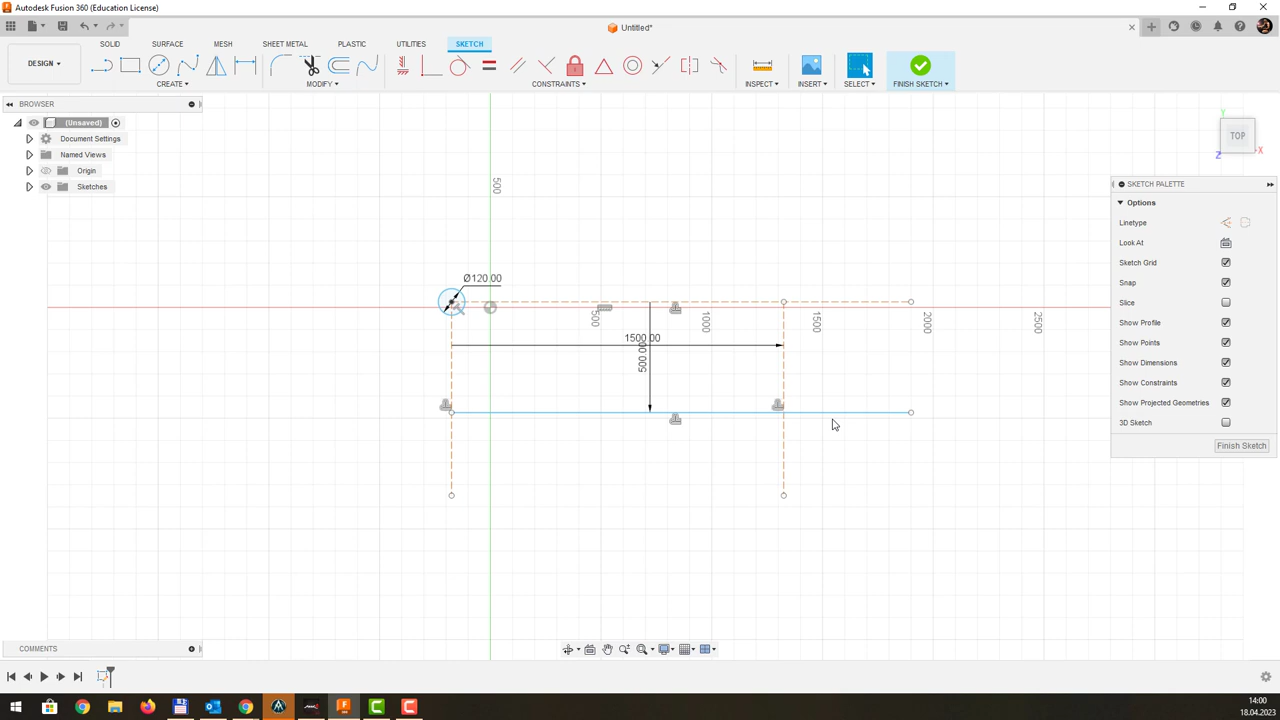 Autodesk Fusion 360 (Education License)
Untitled*
DESIGN
SOLID SURFACE MESH SHEET METAL PLASTIC UTILITIES SKETCH
CREATE MODIFY CONSTRAINTS INSPECT INSERT SELECT FINISH SKETCH
BROWSER
(Unsaved)
Document Settings
Named Views
Origin
Sketches
TOP
Y
X
Z
500
Ø120.00
500
1000
1500
2000
2500
1500.00
500.00
SKETCH PALETTE
Options
Linetype
Look At
Sketch Grid
Snap
Slice
Show Profile
Show Points
Show Dimensions
Show Constraints
Show Projected Geometries
3D Sketch
Finish Sketch
COMMENTS
14:00
18.04.2023